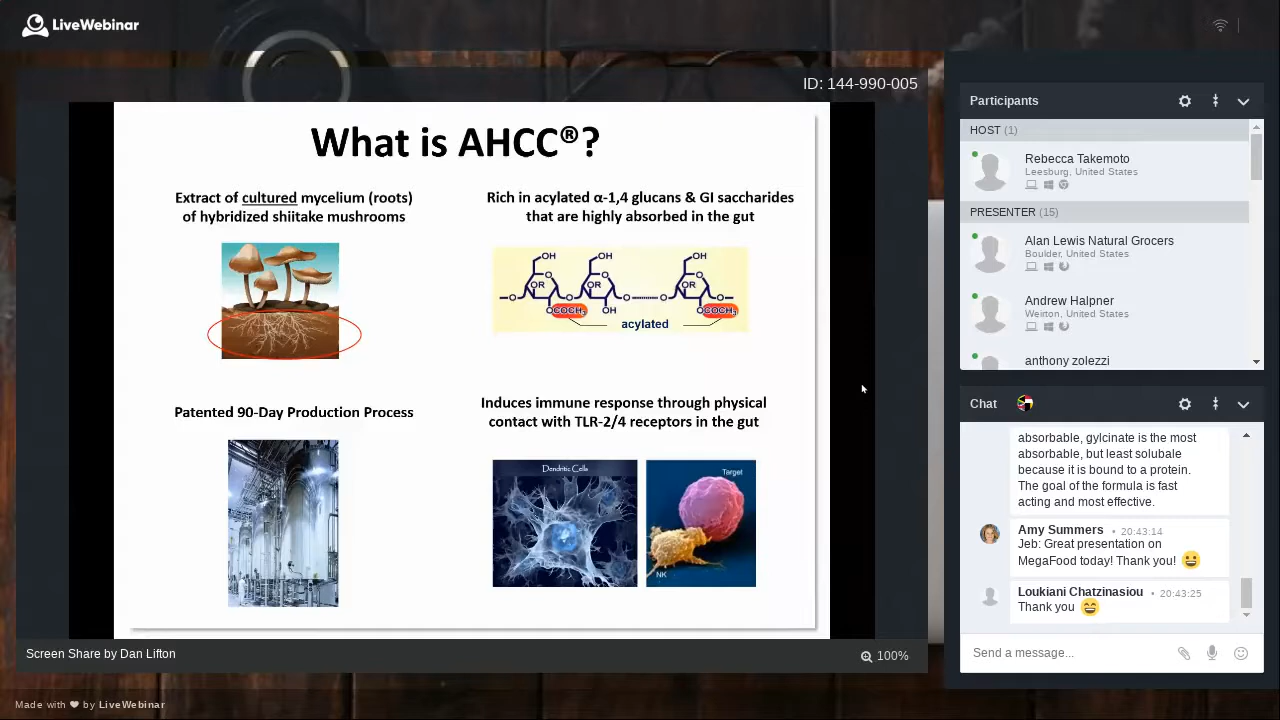 LiveWebinar
ID: 144-990-005
What is AHCC®?
Extract of cultured mycelium (roots)
of hybridized shiitake mushrooms
Rich in acylated α-1,4 glucans & GI saccharides
that are highly absorbed in the gut
OH OH OH
O O O
OR OR OR
O O O O O
OCOCH3 OH OCOCH3
acylated
Patented 90-Day Production Process
Induces immune response through physical
contact with TLR-2/4 receptors in the gut
Dendritic Cells
Target
NK
Screen Share by Dan Lifton
100%
Made with ❤ by LiveWebinar
Participants
HOST (1)
Rebecca Takemoto
Leesburg, United States
PRESENTER (15)
Alan Lewis Natural Grocers
Boulder, United States
Andrew Halpner
Weirton, United States
anthony zolezzi
Chat
absorbable, gylcinate is the most
absorbable, but least solubale
because it is bound to a protein.
The goal of the formula is fast
acting and most effective.
Amy Summers • 20:43:14
Jeb: Great presentation on
MegaFood today! Thank you! 😀
Loukiani Chatzinasiou • 20:43:25
Thank you 😄
Send a message...